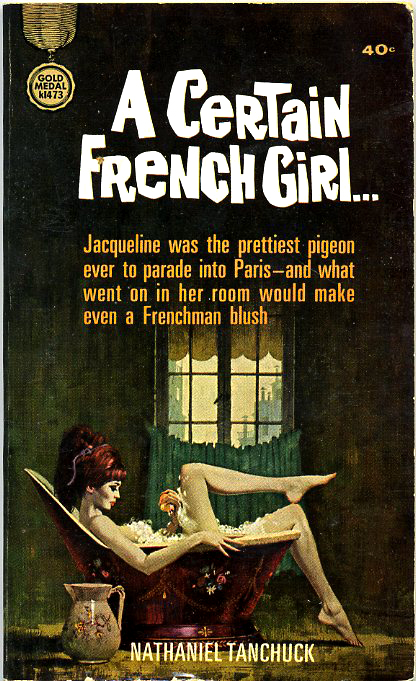 40c
GOLD
MEDAL
k1473
A CERTAIN
FRENCH GIRL...
Jacqueline was the prettiest pigeon
ever to parade into Paris—and what
went on in her room would make
even a Frenchman blush
NATHANIEL TANCHUCK